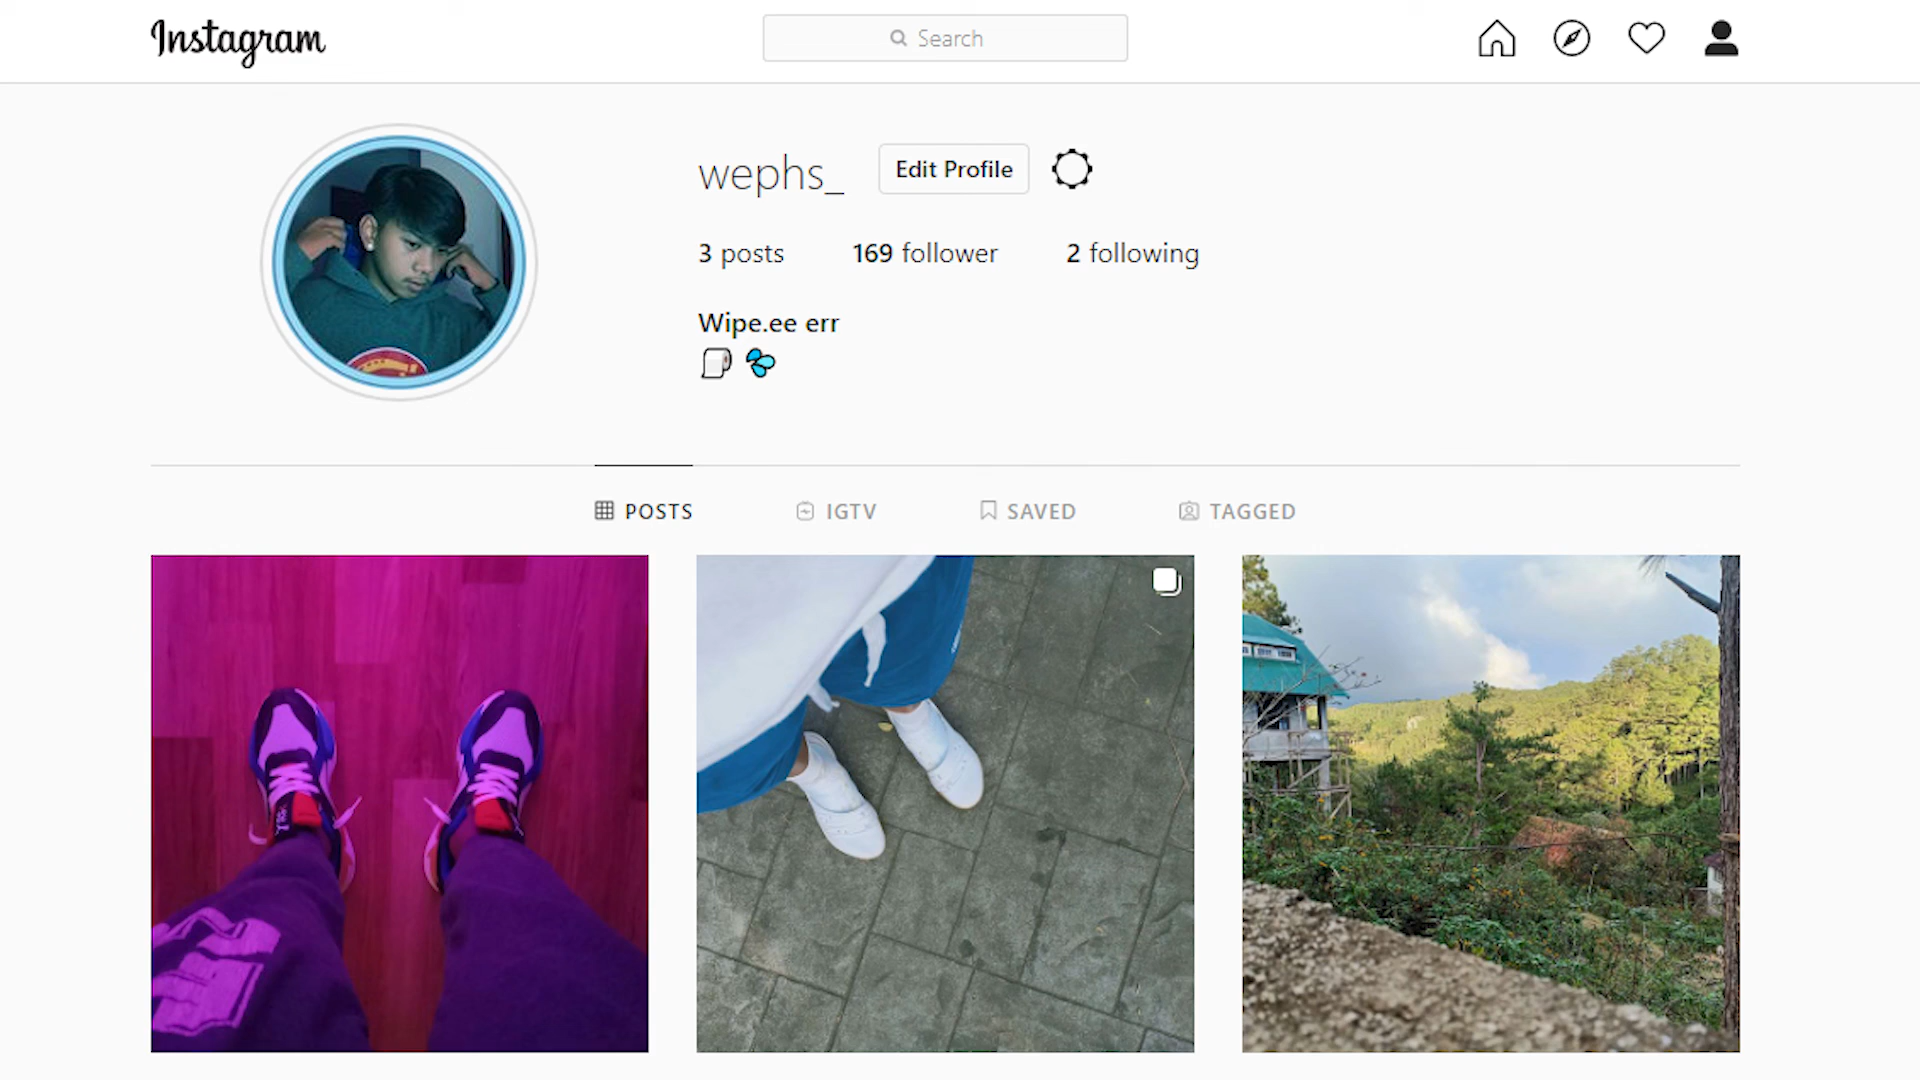 Instagram
Search
wephs_
Edit Profile
3 posts
169 follower
2 following
Wipe.ee err
POSTS
IGTV
SAVED
TAGGED